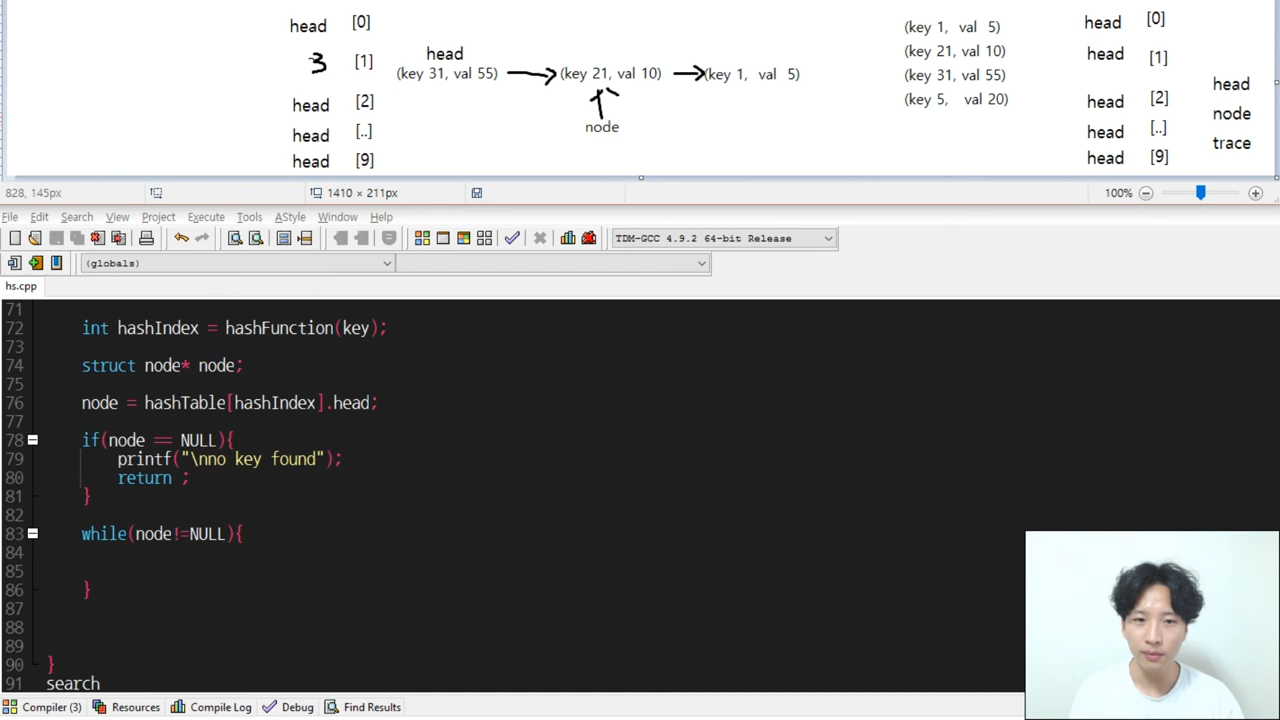 head [0] (key 1, val 5) head [0]
head (key 21, val 10) head [1]
3 [1] (key 31, val 55) (key 21, val 10) (key 1, val 5) (key 31, val 55)
head [2] (key 5, val 20) head [2] head
node node
head [..] head [..] trace
head [9] head [9]
828, 145px 1410 × 211px 100%
File Edit Search View Project Execute Tools AStyle Window Help
TDM-GCC 4.9.2 64-bit Release
(globals)
hs.cpp
71
72 int hashIndex = hashFunction(key);
73
74 struct node* node;
75
76 node = hashTable[hashIndex].head;
77
78 if(node == NULL){
79 printf("\nno key found");
80 return ;
81 }
82
83 while(node!=NULL){
84
85
86 }
87
88
89
90 }
91 search
Compiler (3) Resources Compile Log Debug Find Results